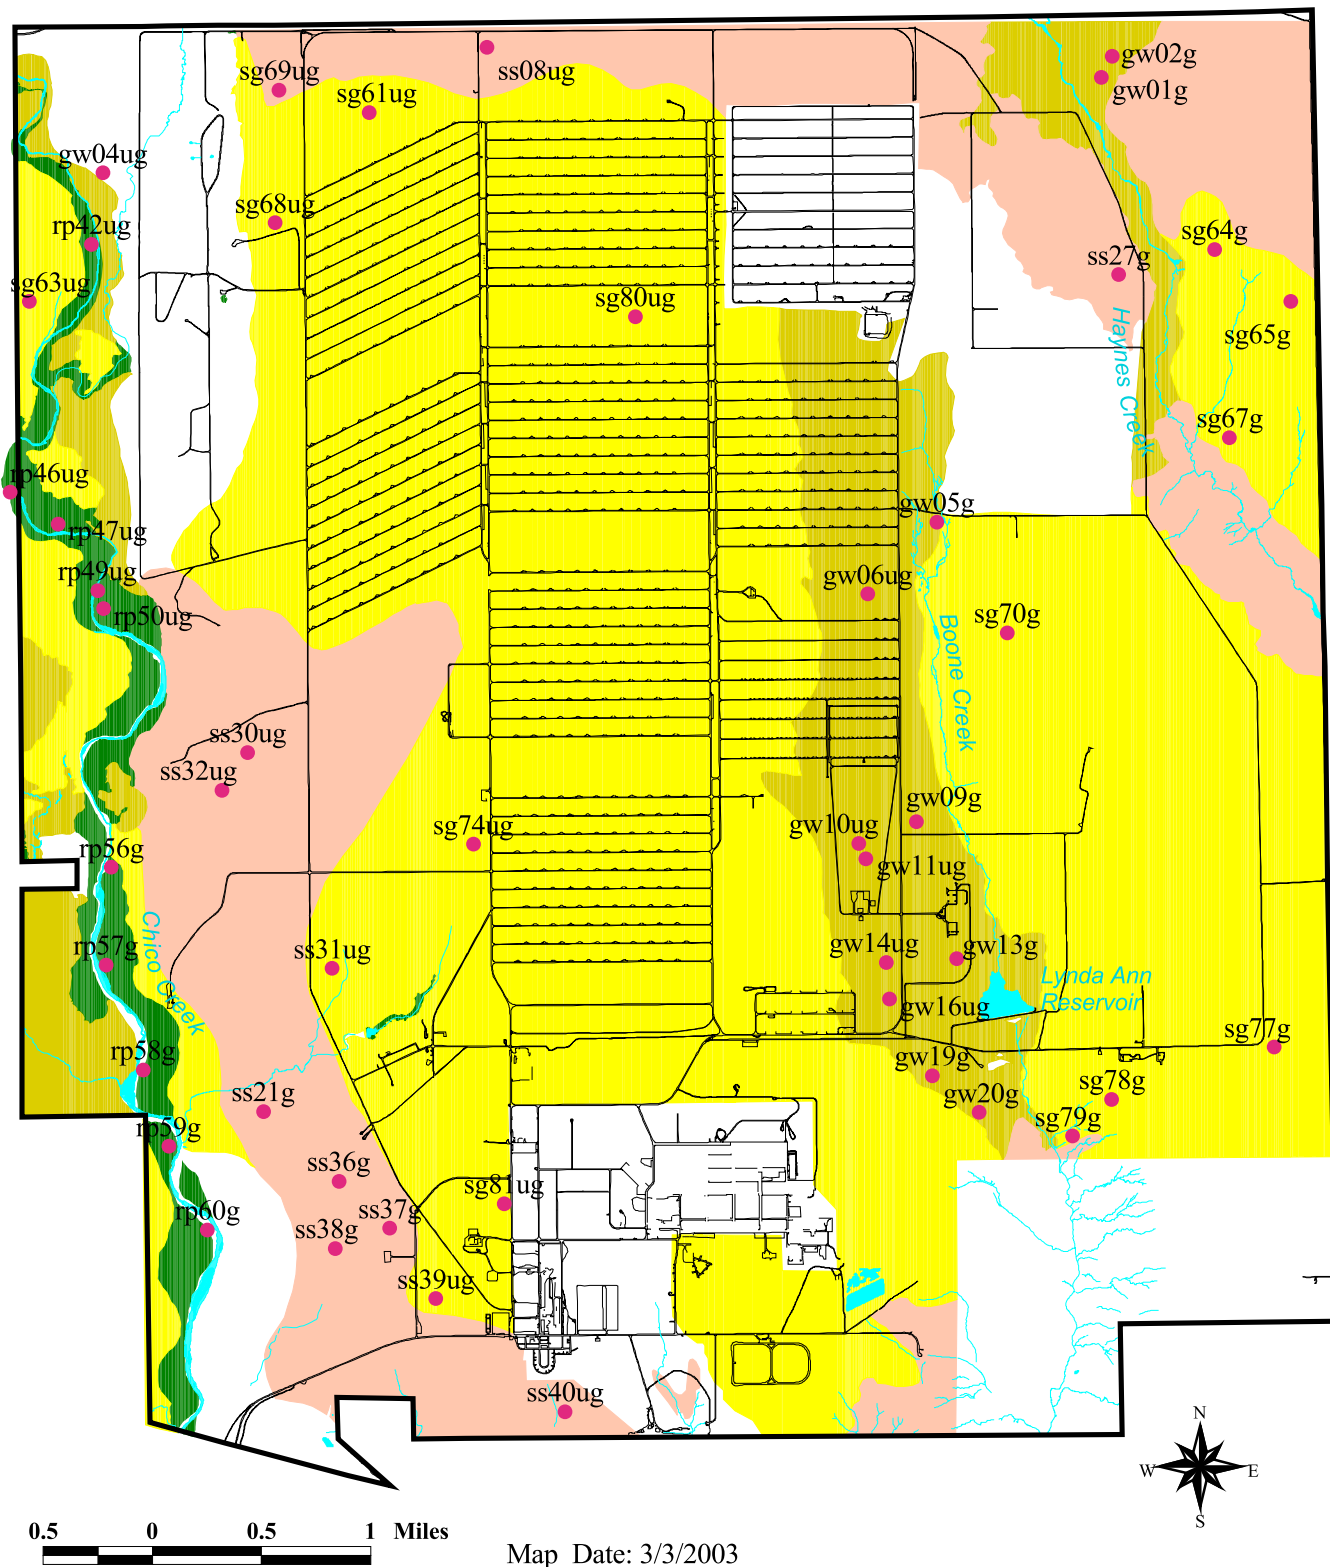 gw02g
sg69ug
ss08ug
gw01g
sg61ug
gw04ug
sg68ug
rp42ug
sg64g
ss27g
sg63ug
sg80ug
sg65g
Haynes Creek
sg67g
rp46ug
gw05g
rp47ug
rp49ug
gw06ug
rp50ug
sg70g
Boone Creek
ss30ug
ss32ug
gw09g
sg74ug
gw10ug
rp56g
gw11ug
Chico Creek
rp57g
ss31ug
gw14ug
gw13g
Lynda Ann
Reservoir
gw16ug
sg77g
rp58g
gw19g
ss21g
sg78g
gw20g
sg79g
rp59g
ss36g
sg81ug
rp60g
ss37g
ss38g
ss39ug
ss40ug
N
W
E
S
0.5 0 0.5 1 Miles
Map Date: 3/3/2003